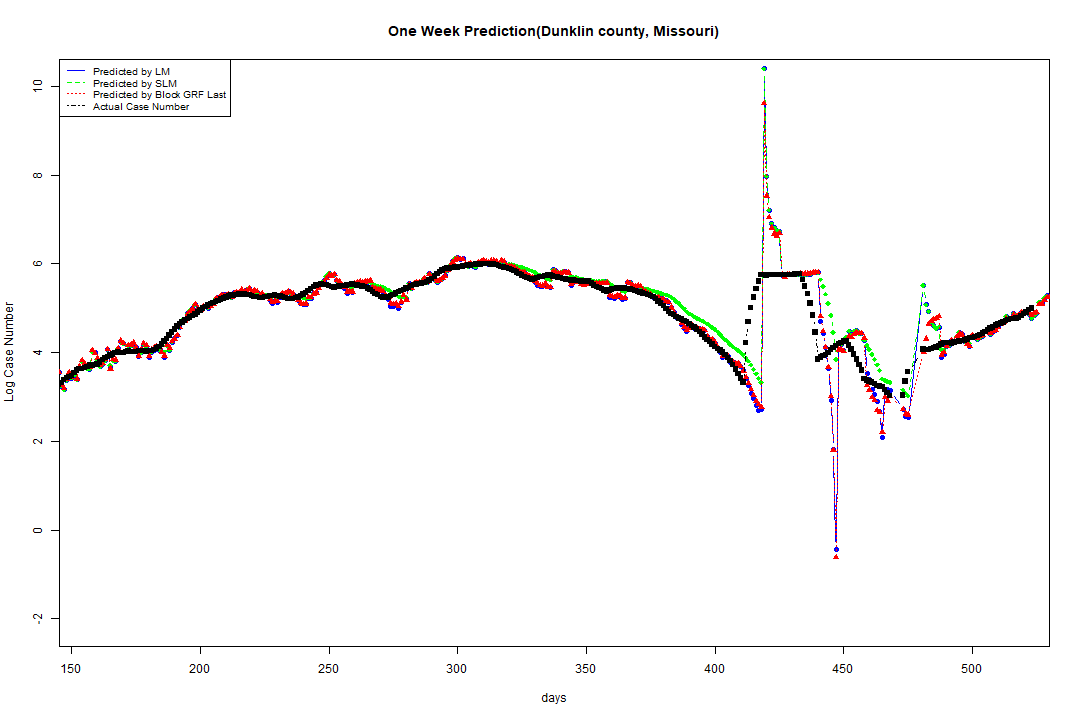 One Week Prediction(Dunklin county, Missouri)
Predicted by LM
Predicted by SLM
Predicted by Block GRF Last
Actual Case Number
Log Case Number
10
8
6
4
2
0
-2
150 200 250 300 350 400 450 500
days